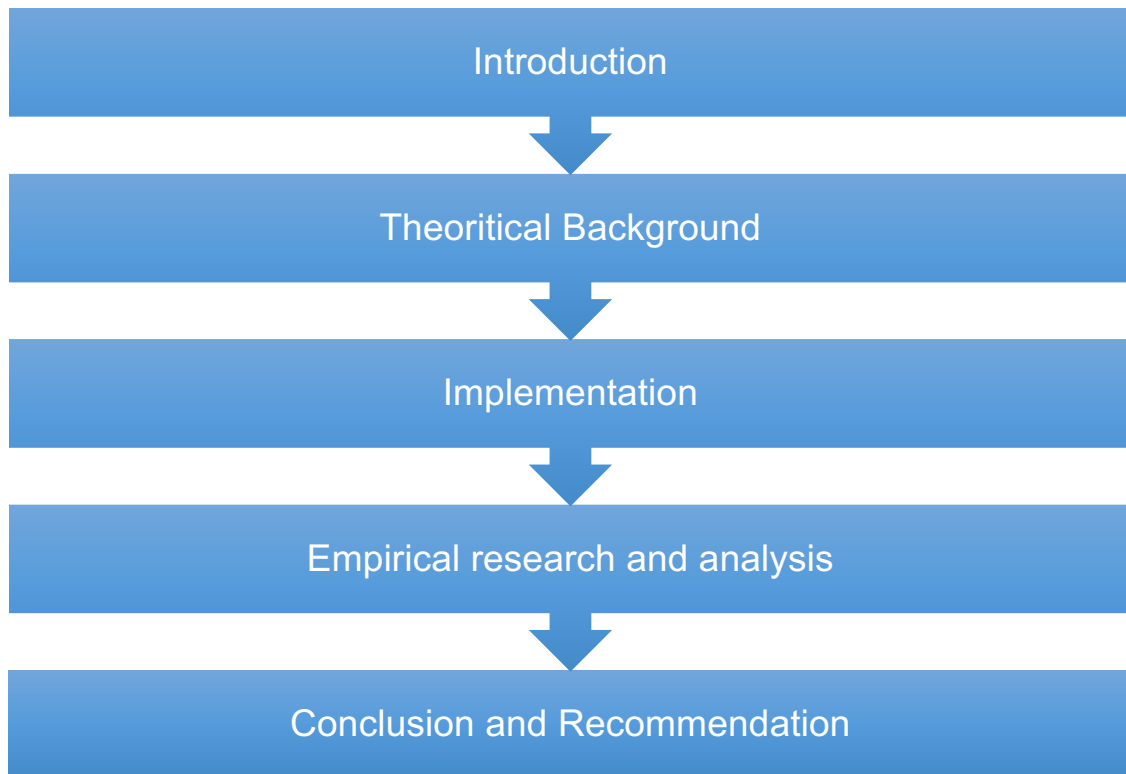 Introduction
Theoritical Background
Implementation
Empirical research and analysis
Conclusion and Recommendation